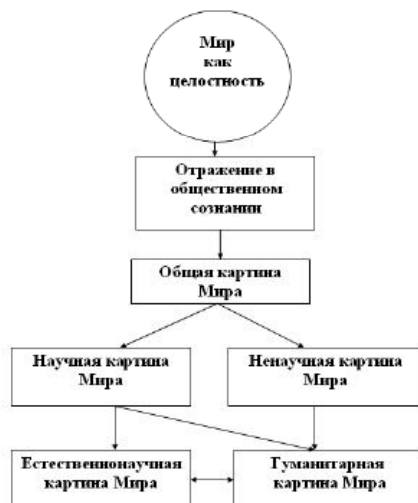 Мир
как
целостность
Отражение в
общественном
сознании
Общая картина
Мира
Научная картина
Мира
Ненаучная картина
Мира
Естественнонаучная
картина Мира
Гуманитарная
картина Мира